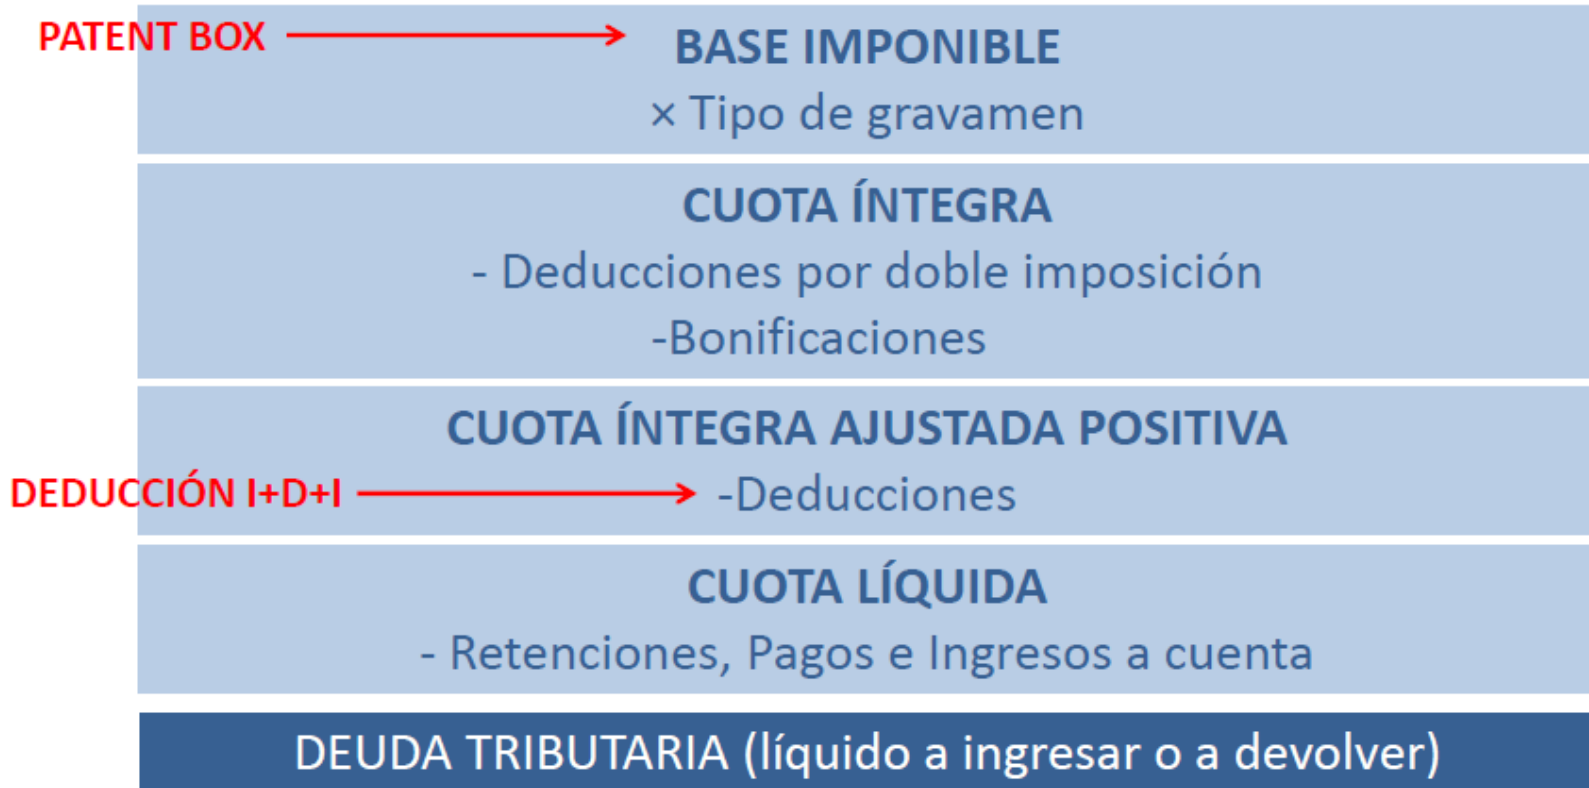 PATENT BOX
BASE IMPONIBLE
× Tipo de gravamen
CUOTA ÍNTEGRA
- Deducciones por doble imposición
-Bonificaciones
CUOTA ÍNTEGRA AJUSTADA POSITIVA
DEDUCCIÓN I+D+I
-Deducciones
CUOTA LÍQUIDA
- Retenciones, Pagos e Ingresos a cuenta
DEUDA TRIBUTARIA (líquido a ingresar o a devolver)